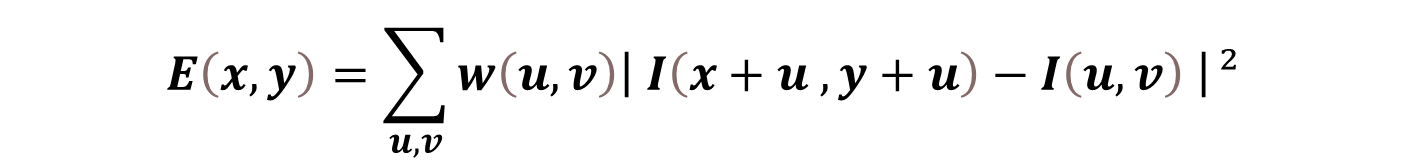 E(x, y) = ∑ w(u, v)| I(x + u , y + u) − I(u, v) | ²
u,v